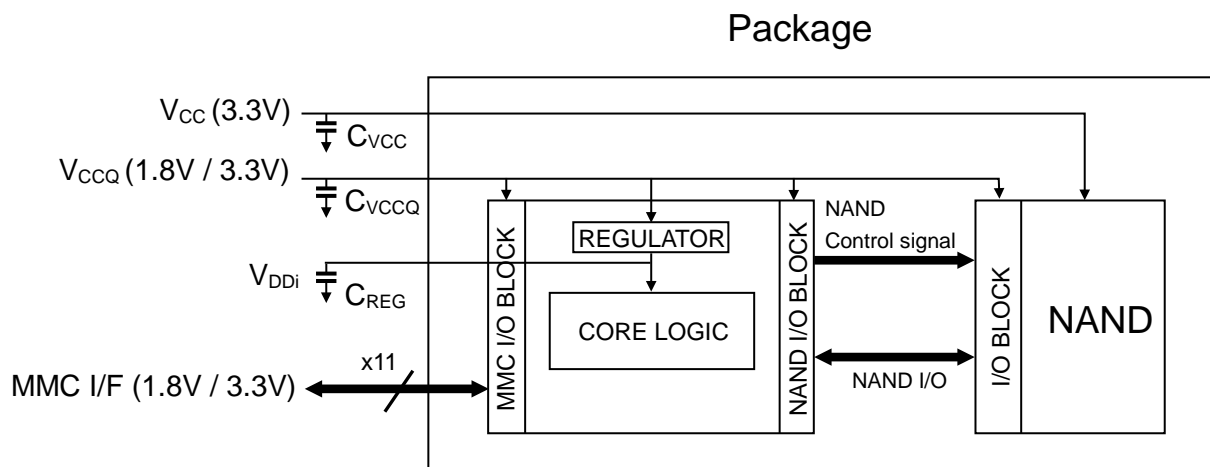 Package
VCC (3.3V)
CVCC
VCCQ (1.8V / 3.3V)
CVCCQ
NAND
Control signal
REGULATOR
VDDi
CREG
MMC I/O BLOCK
CORE LOGIC
NAND I/O BLOCK
I/O BLOCK
NAND
x11
MMC I/F (1.8V / 3.3V)
NAND I/O